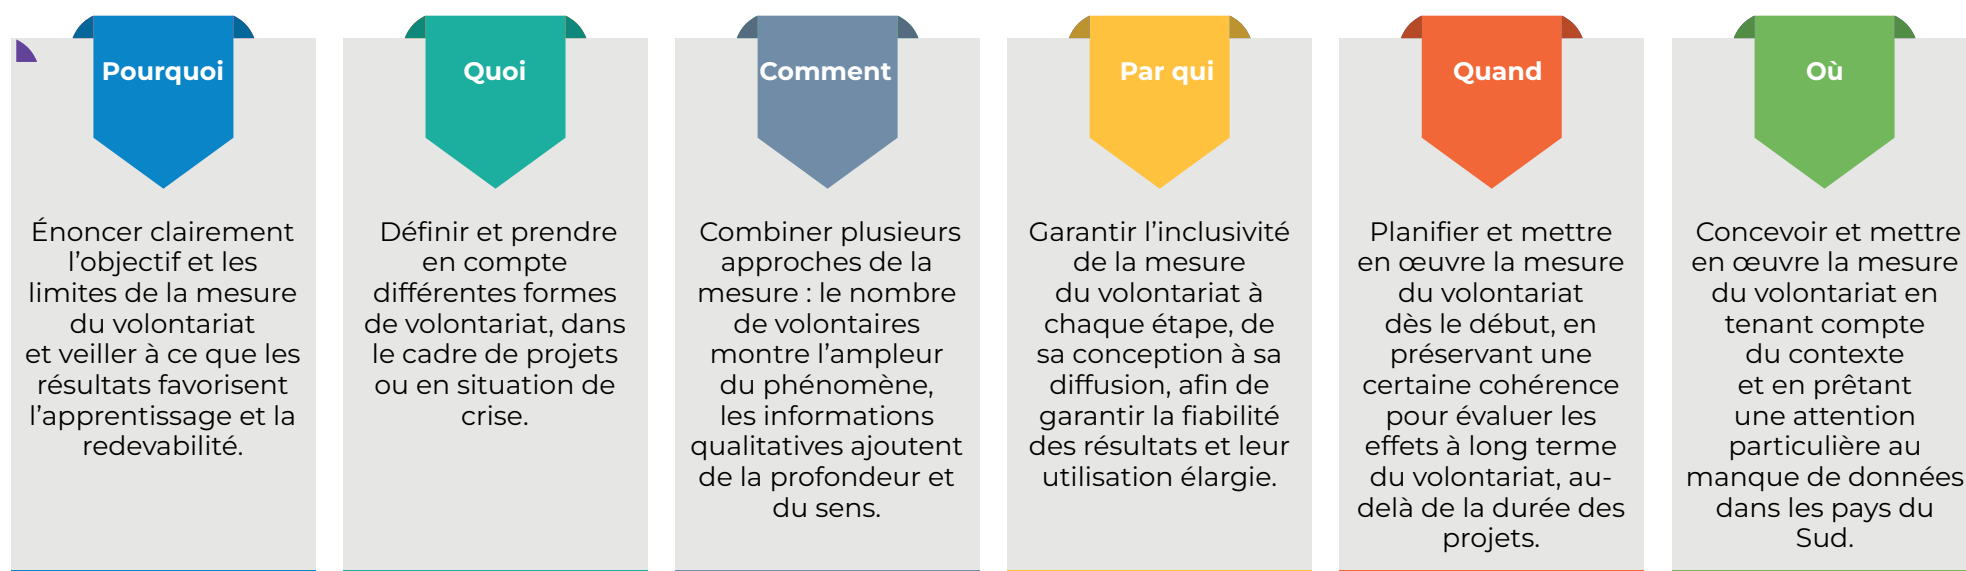 Pourquoi
Énoncer clairement
l’objectif et les
limites de la mesure
du volontariat
et veiller à ce que les
résultats favorisent
l’apprentissage et la
redevabilité.
Quoi
Définir et prendre
en compte
différentes formes
de volontariat, dans
le cadre de projets
ou en situation de
crise.
Comment
Combiner plusieurs
approches de la
mesure : le nombre
de volontaires
montre l’ampleur
du phénomène,
les informations
qualitatives ajoutent
de la profondeur et
du sens.
Par qui
Garantir l’inclusivité
de la mesure
du volontariat à
chaque étape, de
sa conception à sa
diffusion, afin de
garantir la fiabilité
des résultats et leur
utilisation élargie.
Quand
Planifier et mettre
en œuvre la mesure
du volontariat
dès le début, en
préservant une
certaine cohérence
pour évaluer les
effets à long terme
du volontariat, au-
delà de la durée des
projets.
Où
Concevoir et mettre
en œuvre la mesure
du volontariat en
tenant compte
du contexte
et en prêtant
une attention
particulière au
manque de données
dans les pays du
Sud.